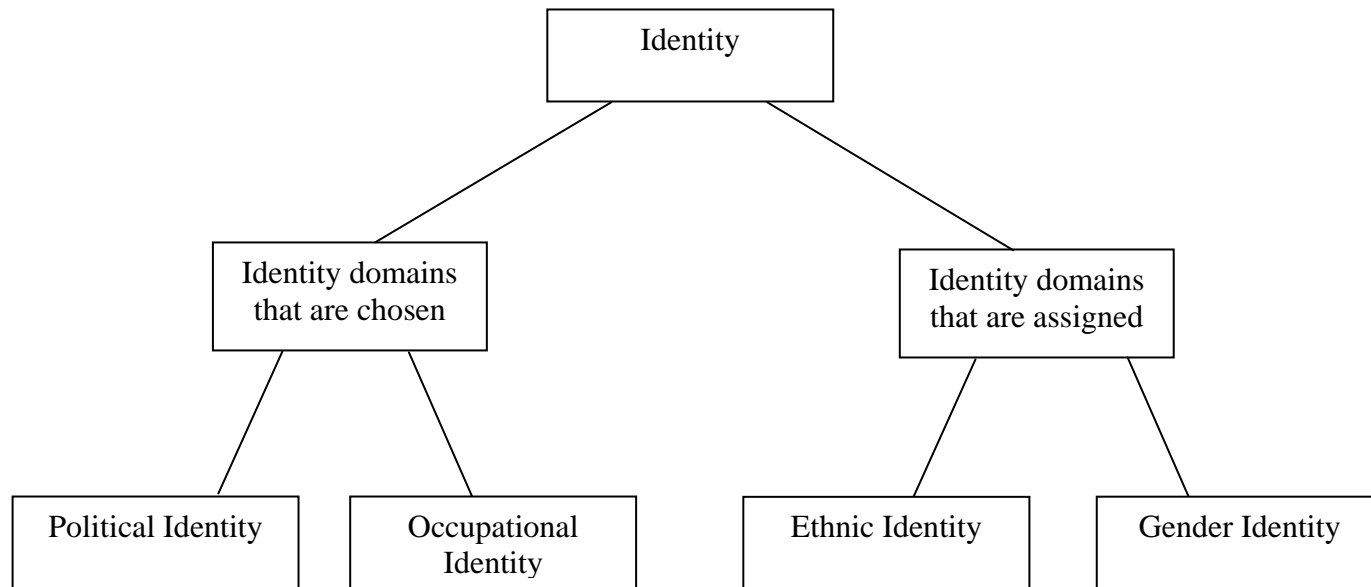 Identity
Identity domains
that are chosen
Identity domains
that are assigned
Political Identity
Occupational
Identity
Ethnic Identity
Gender Identity